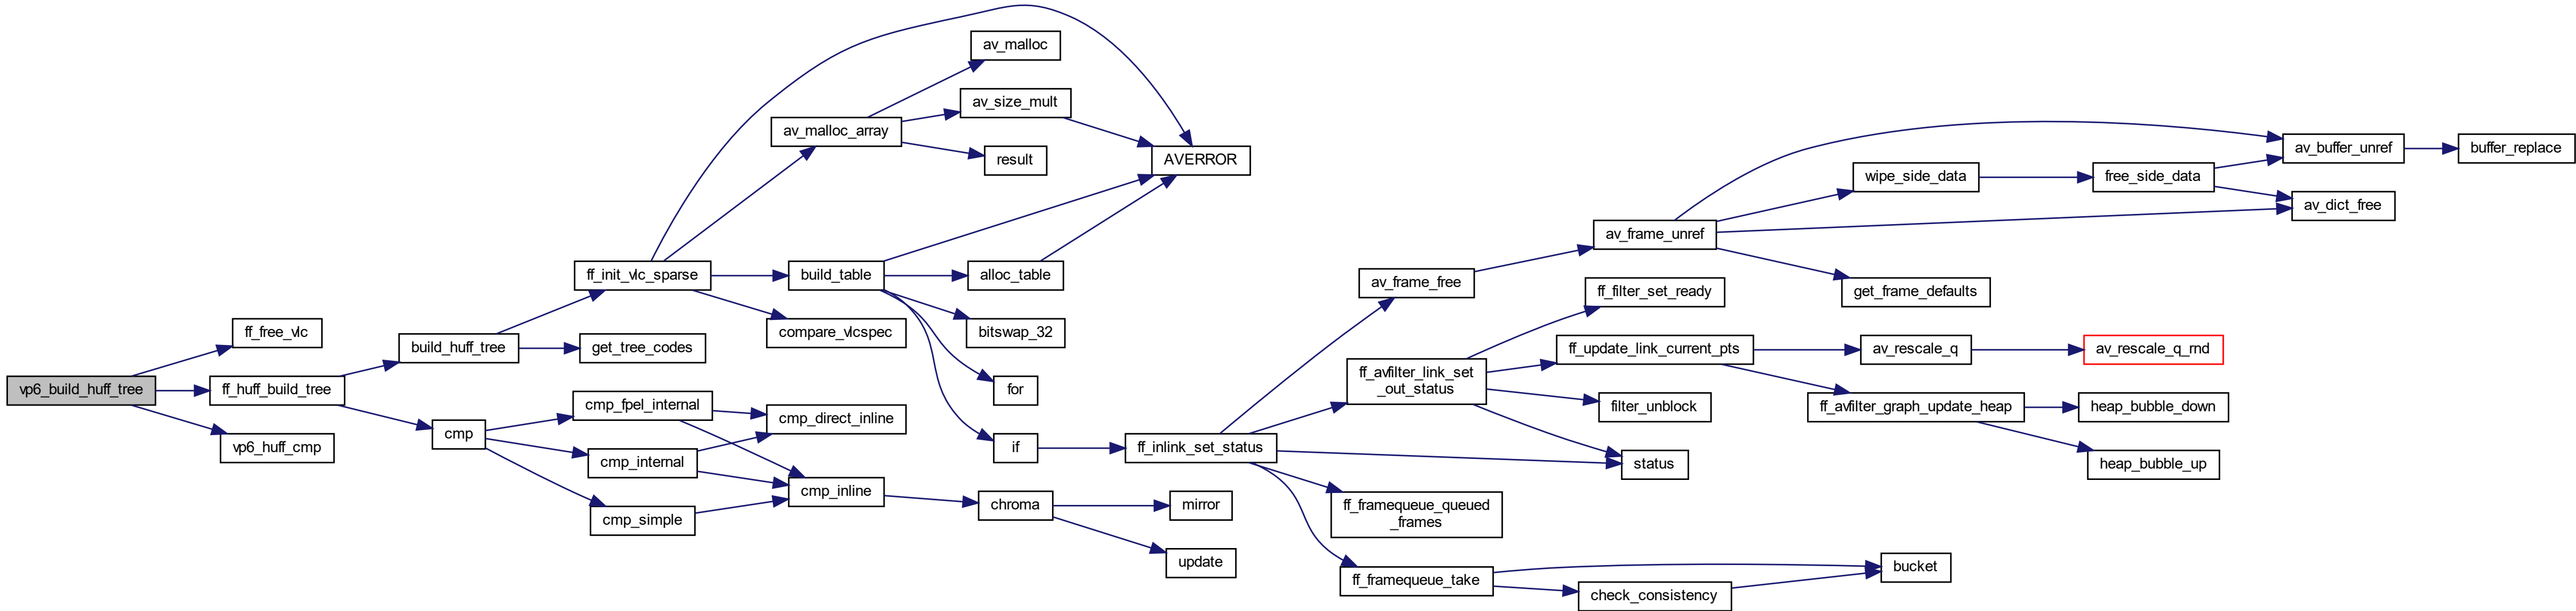 vp6_build_huff_tree
ff_free_vlc
ff_huff_build_tree
vp6_huff_cmp
build_huff_tree
cmp
ff_init_vlc_sparse
get_tree_codes
cmp_fpel_internal
cmp_internal
cmp_simple
av_malloc_array
build_table
compare_vlcspec
cmp_direct_inline
cmp_inline
av_malloc
av_size_mult
result
alloc_table
bitswap_32
for
if
chroma
AVERROR
ff_inlink_set_status
mirror
update
av_frame_free
ff_avfilter_link_set
_out_status
ff_framequeue_queued
_frames
ff_framequeue_take
av_frame_unref
ff_filter_set_ready
ff_update_link_current_pts
filter_unblock
status
check_consistency
wipe_side_data
get_frame_defaults
av_rescale_q
ff_avfilter_graph_update_heap
bucket
free_side_data
av_rescale_q_rnd
heap_bubble_down
heap_bubble_up
av_buffer_unref
av_dict_free
buffer_replace